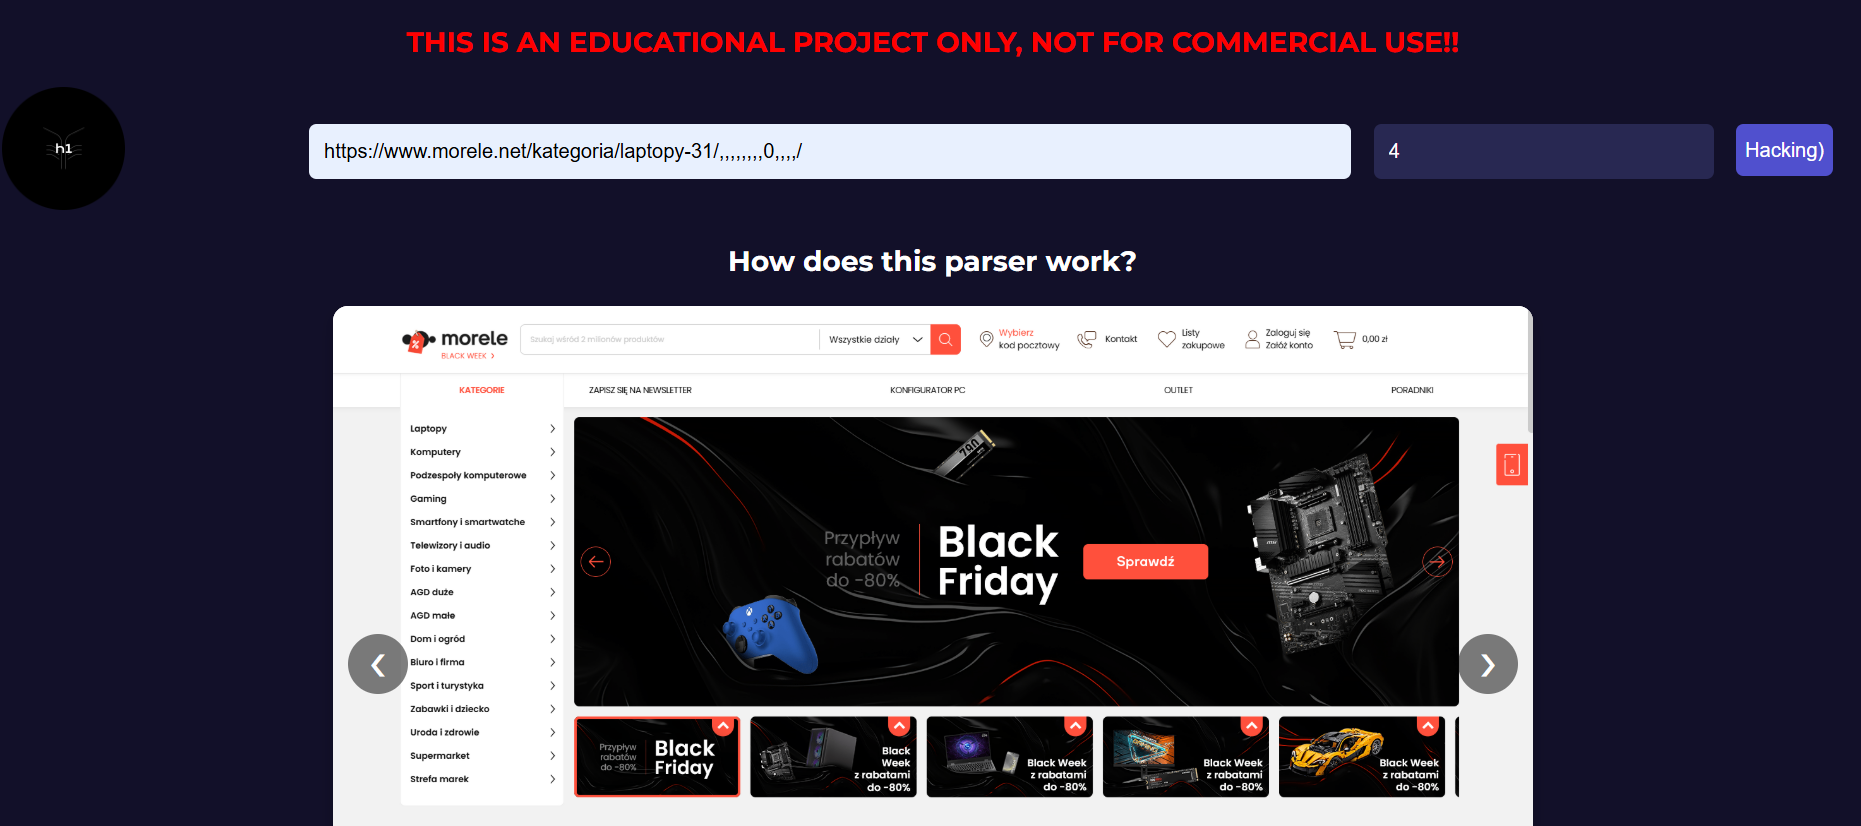 THIS IS AN EDUCATIONAL PROJECT ONLY, NOT FOR COMMERCIAL USE!!
h1
https://www.morele.net/kategoria/laptopy-31/,,,,,,,,0,,,,/
4
Hacking)
How does this parser work?
morele
BLACK WEEK
Szukaj wśród 2 milionów produktów
Wszystkie działy
Wybierz
kod pocztowy
Kontakt
Listy
zakupowe
Zaloguj się
Załóż konto
0,00 zł
KATEGORIE
ZAPISZ SIĘ NA NEWSLETTER
KONFIGURATOR PC
OUTLET
PORADNIKI
Laptopy
Komputery
Podzespoły komputerowe
Gaming
Smartfony i smartwatche
Telewizory i audio
Foto i kamery
AGD duże
AGD małe
Dom i ogród
Biuro i firma
Sport i turystyka
Zabawki i dziecko
Uroda i zdrowie
Supermarket
Strefa marek
790
Przypływ
rabatów
do -80%
Black
Friday
Sprawdź
msi
Przypływ
rabatów
do -80%
Black
Friday
Black
Week
z rabatami
do -80%
Black Week
z rabatami
do -80%
Black Week
z rabatami
do -80%
Black Week
z rabatami
do -80%